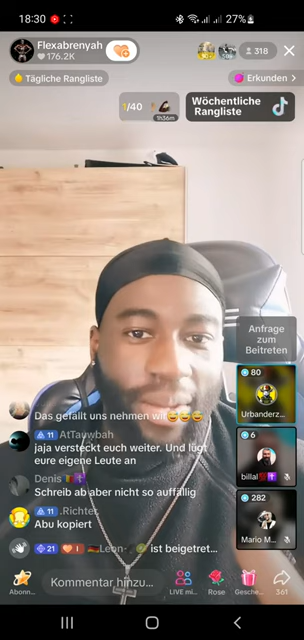 18:30
27%
Flexabrenyah
176.2K
318
Tägliche Rangliste
Erkunden >
1/40
1h36m
Wöchentliche
Rangliste
Anfrage
zum
Beitreten
80
Urbanderz...
6
billal
282
Mario M...
Das gefällt uns nehmen wir
11 AtTauwbah
jaja versteckt euch weiter. Und lügt
eure eigene Leute an
Denis
Schreib ab aber nicht so auffällig
11 .Richter.
Abu kopiert
21 1 Leon- ist beigetret...
Abonn...
Kommentar hinzu...
LIVE mi...
Rose
Gesche...
361